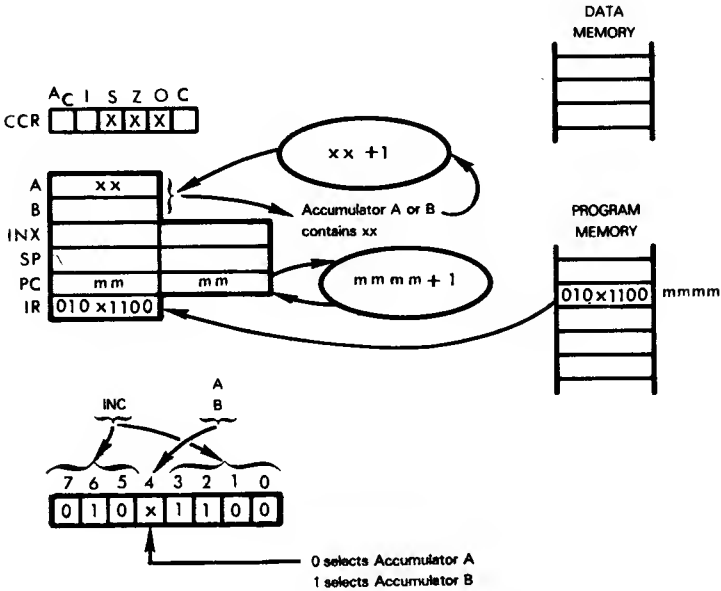 DATA
MEMORY
A C I S Z O C
CCR X X X
xx + 1
A xx
B
Accumulator A or B
contains xx
INX
SP
PC mm mm
mmmm + 1
IR 010 x1100
PROGRAM
MEMORY
010 x1100 mmmm
INC
A
B
7 6 5 4 3 2 1 0
0 1 0 x 1 1 0 0
0 selects Accumulator A
1 selects Accumulator B